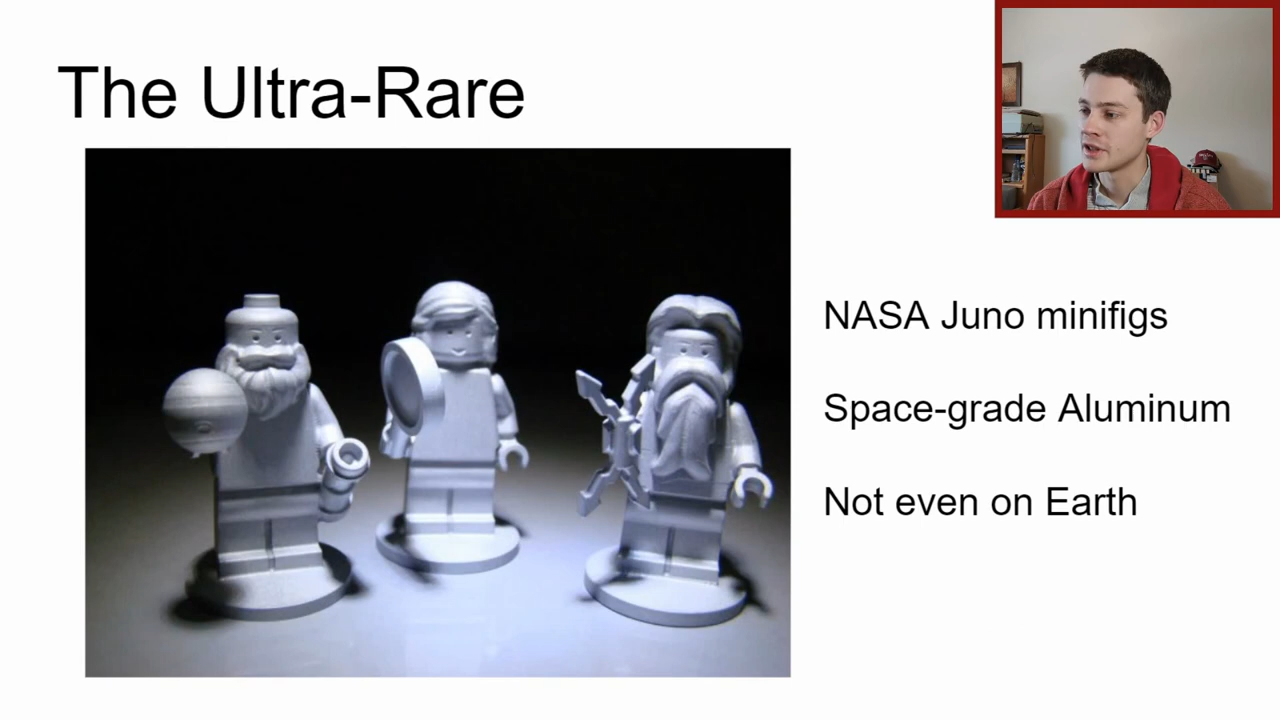 The Ultra-Rare
NASA Juno minifigs
Space-grade Aluminum
Not even on Earth